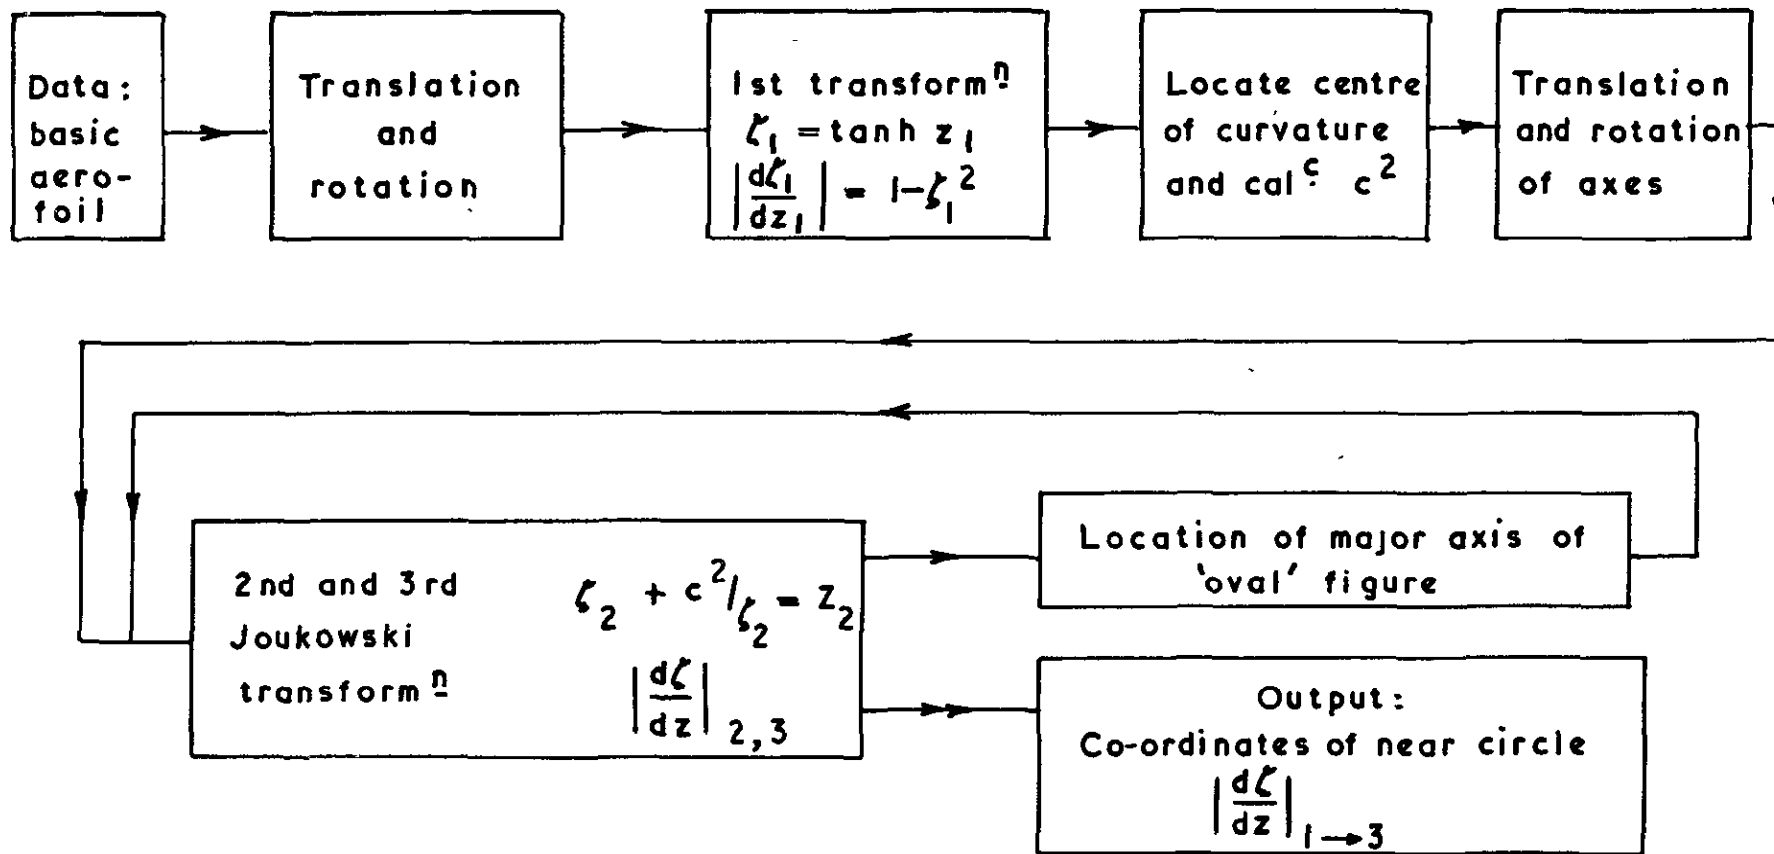 Data:
basic
aero-
foil
Translation
and
rotation
1st transformⁿ
ζ₁ = tanh z₁
|dζ₁/dz₁| = 1-ζ₁²
Locate centre
of curvature
and calᶜ. c²
Translation
and rotation
of axes
2nd and 3rd
Joukowski
transformⁿ
ζ₂ + c²/ζ₂ = Z₂
|dζ/dz| 2,3
Location of major axis of
'oval' figure
Output:
Co-ordinates of near circle
|dζ/dz| 1→3